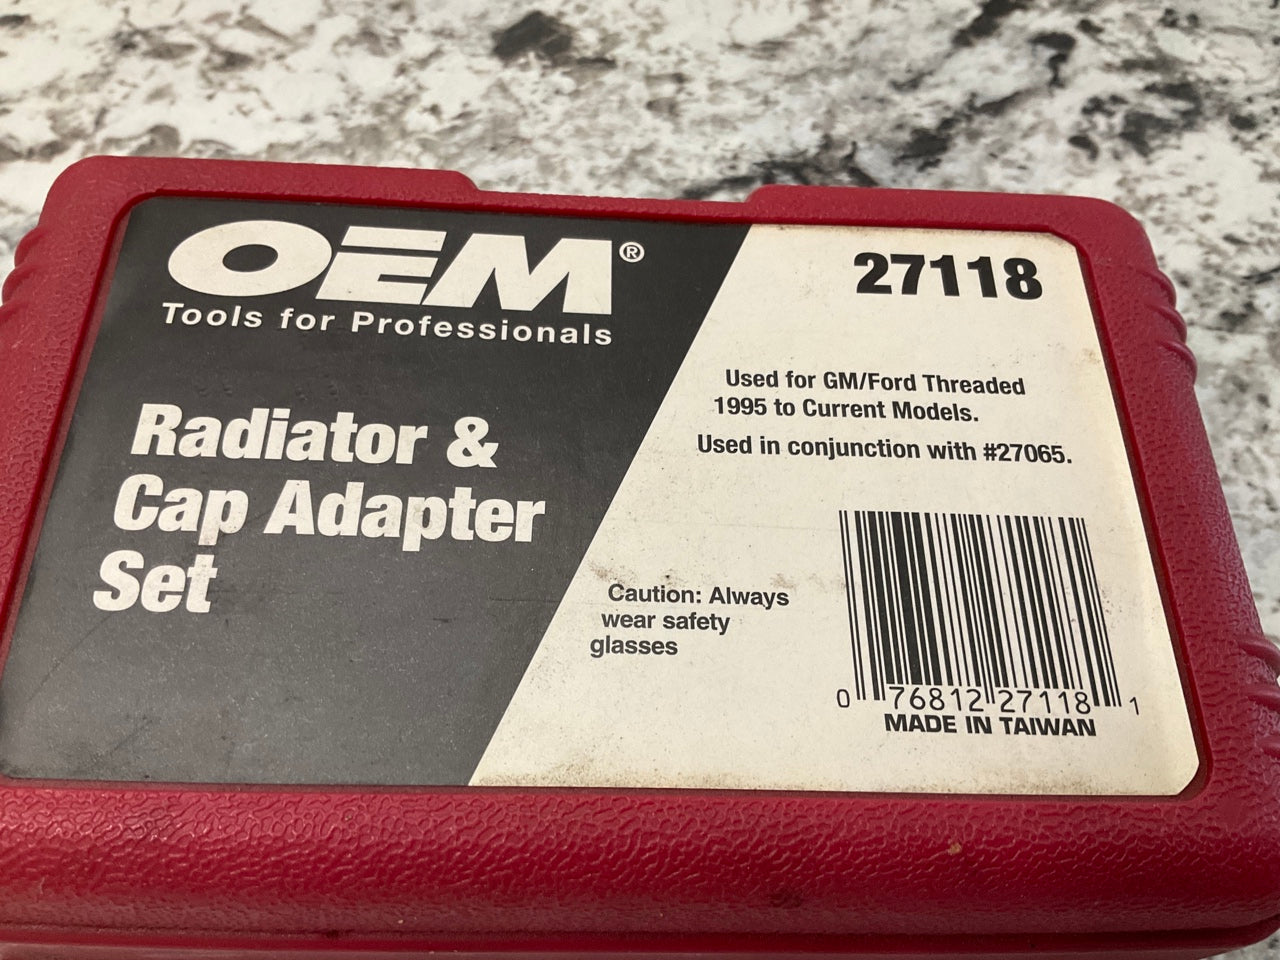 OEM®
Tools for Professionals
Radiator &
Cap Adapter
Set
27118
Used for GM/Ford Threaded
1995 to Current Models.
Used in conjunction with #27065.
Caution: Always
wear safety
glasses
0 76812 27118 1
MADE IN TAIWAN